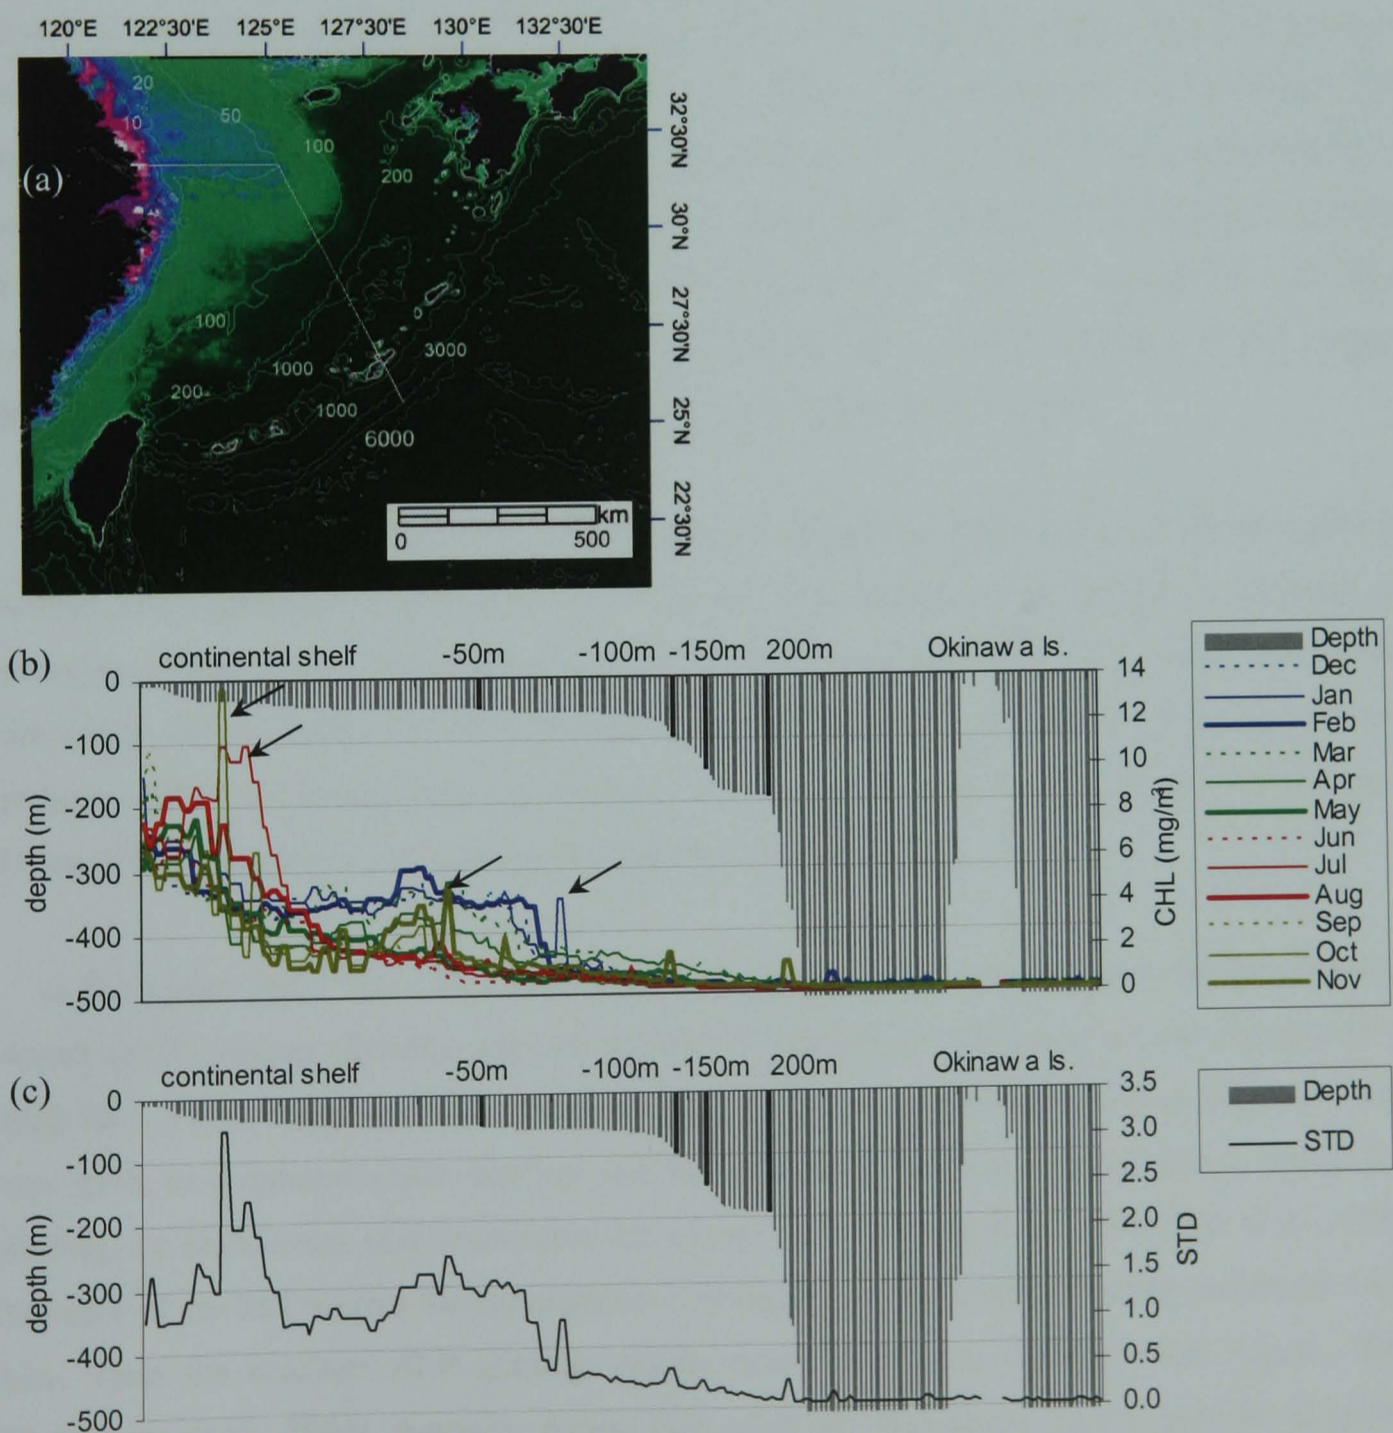 120°E 122°30'E 125°E 127°30'E 130°E 132°30'E
20
10
50
100
200
(a)
32°30'N
30°N
27°30'N
25°N
22°30'N
100
200
1000
3000
1000
6000
km
0 500
(b)
continental shelf -50m -100m -150m 200m Okinawa Is.
0
-100
-200
-300
-400
-500
depth (m)
14
12
10
8
6
4
2
0
CHL (mg/m³)
Depth
Dec
Jan
Feb
Mar
Apr
May
Jun
Jul
Aug
Sep
Oct
Nov
(c)
continental shelf -50m -100m -150m 200m Okinawa Is.
0
-100
-200
-300
-400
-500
depth (m)
3.5
3.0
2.5
2.0
1.5
1.0
0.5
0.0
STD
Depth
STD